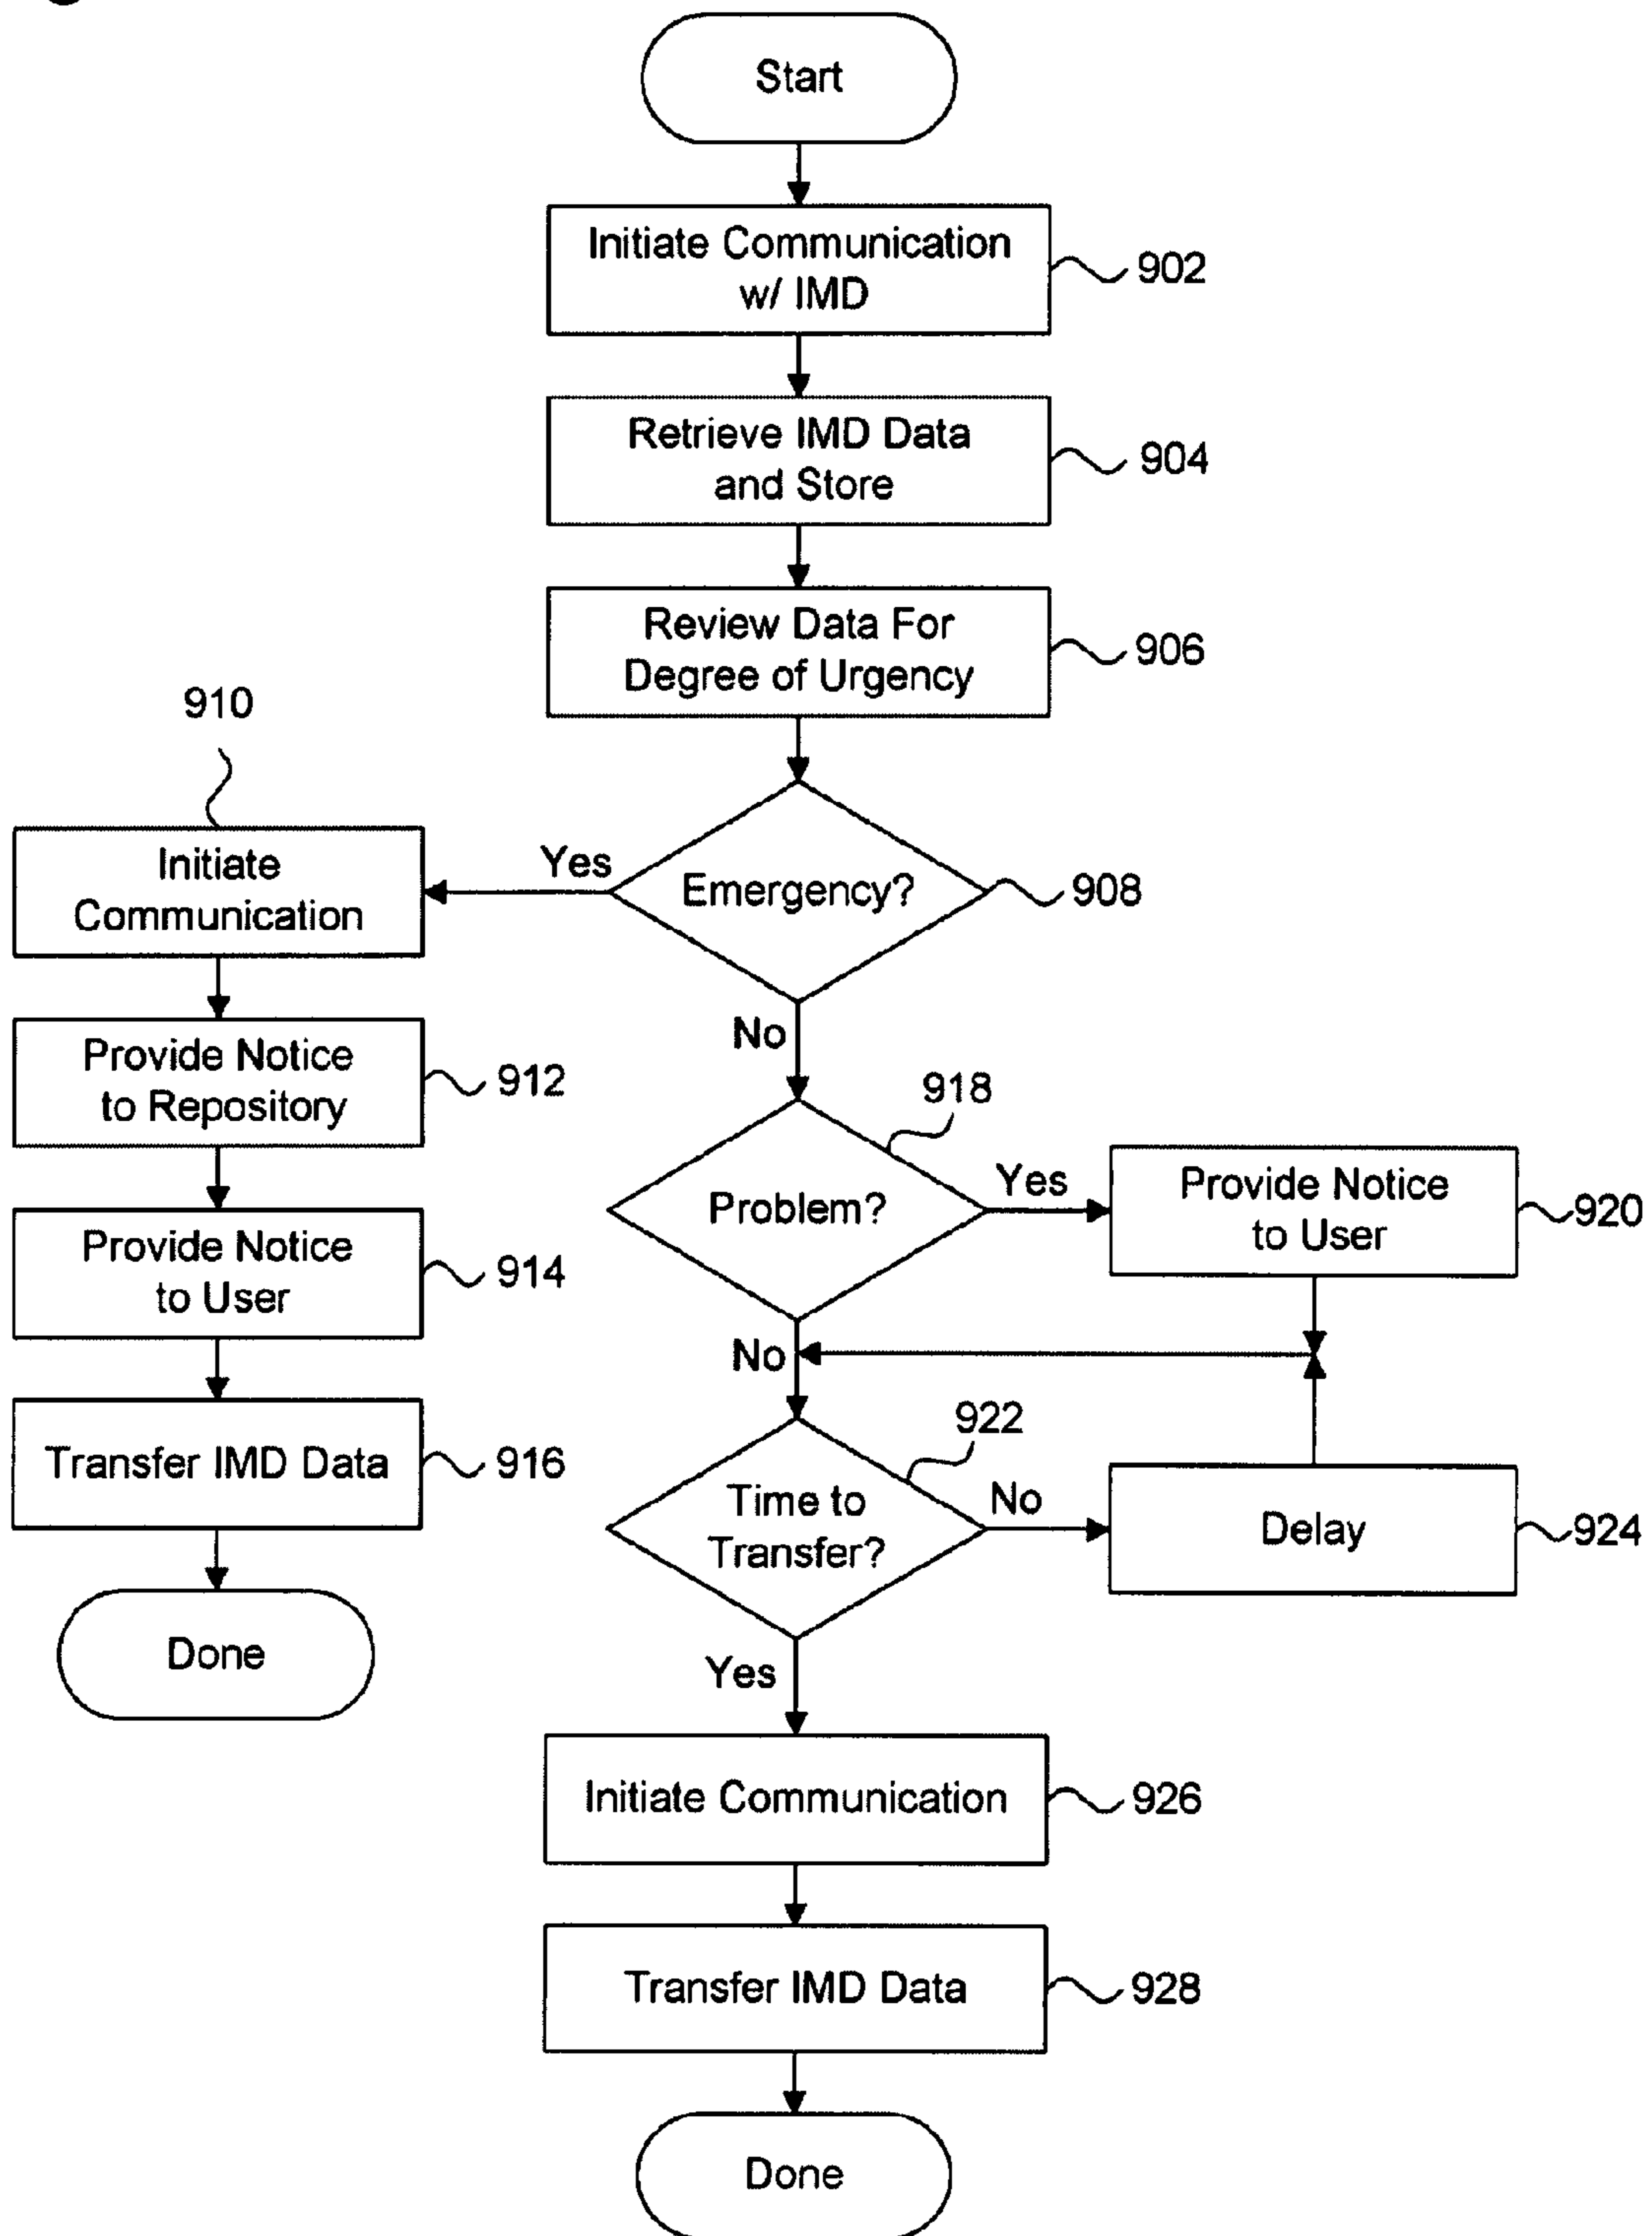 Start
Initiate Communication
w/ IMD
902
Retrieve IMD Data
and Store
904
Review Data For
Degree of Urgency
906
910
Initiate
Communication
Yes
Emergency?
908
No
Provide Notice
to Repository
912
918
Problem?
Yes
Provide Notice
to User
920
Provide Notice
to User
914
No
922
Transfer IMD Data
916
Time to
Transfer?
No
Delay
924
Done
Yes
Initiate Communication
926
Transfer IMD Data
928
Done